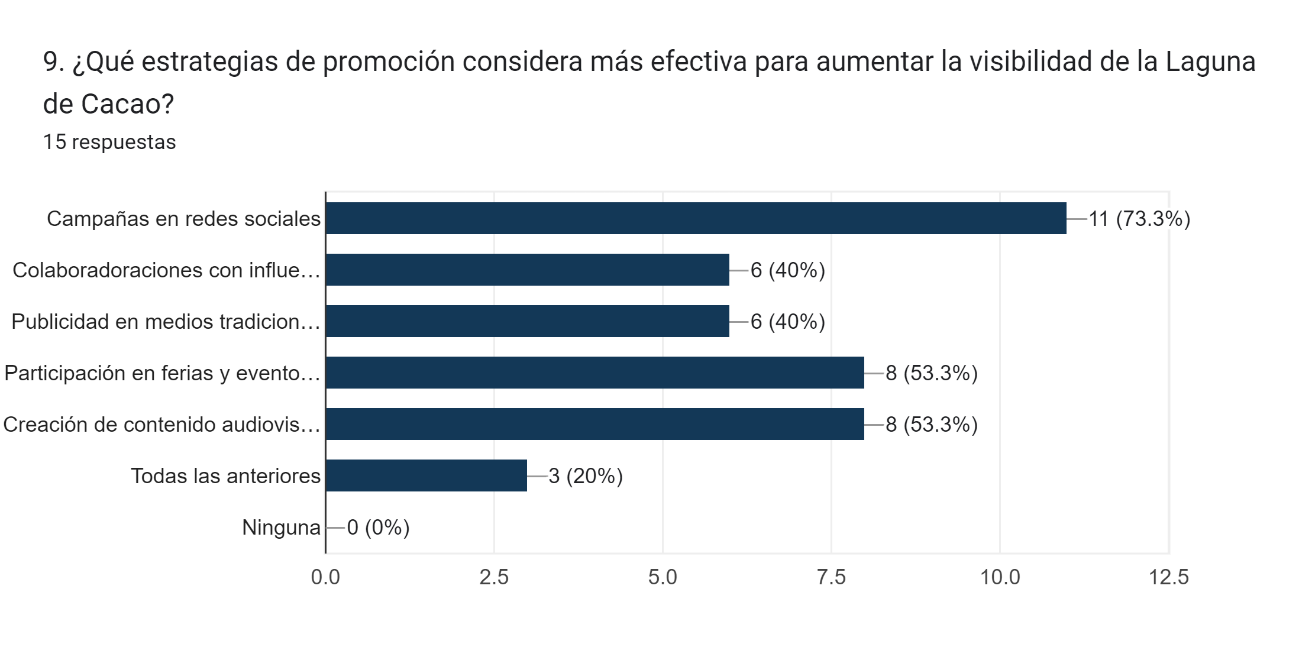 9. ¿Qué estrategias de promoción considera más efectiva para aumentar la visibilidad de la Laguna
de Cacao?
15 respuestas
Campañas en redes sociales 11 (73.3%)
Colaboradoraciones con influe… 6 (40%)
Publicidad en medios tradicion… 6 (40%)
Participación en ferias y evento… 8 (53.3%)
Creación de contenido audiovis… 8 (53.3%)
Todas las anteriores 3 (20%)
Ninguna 0 (0%)
0.0 2.5 5.0 7.5 10.0 12.5